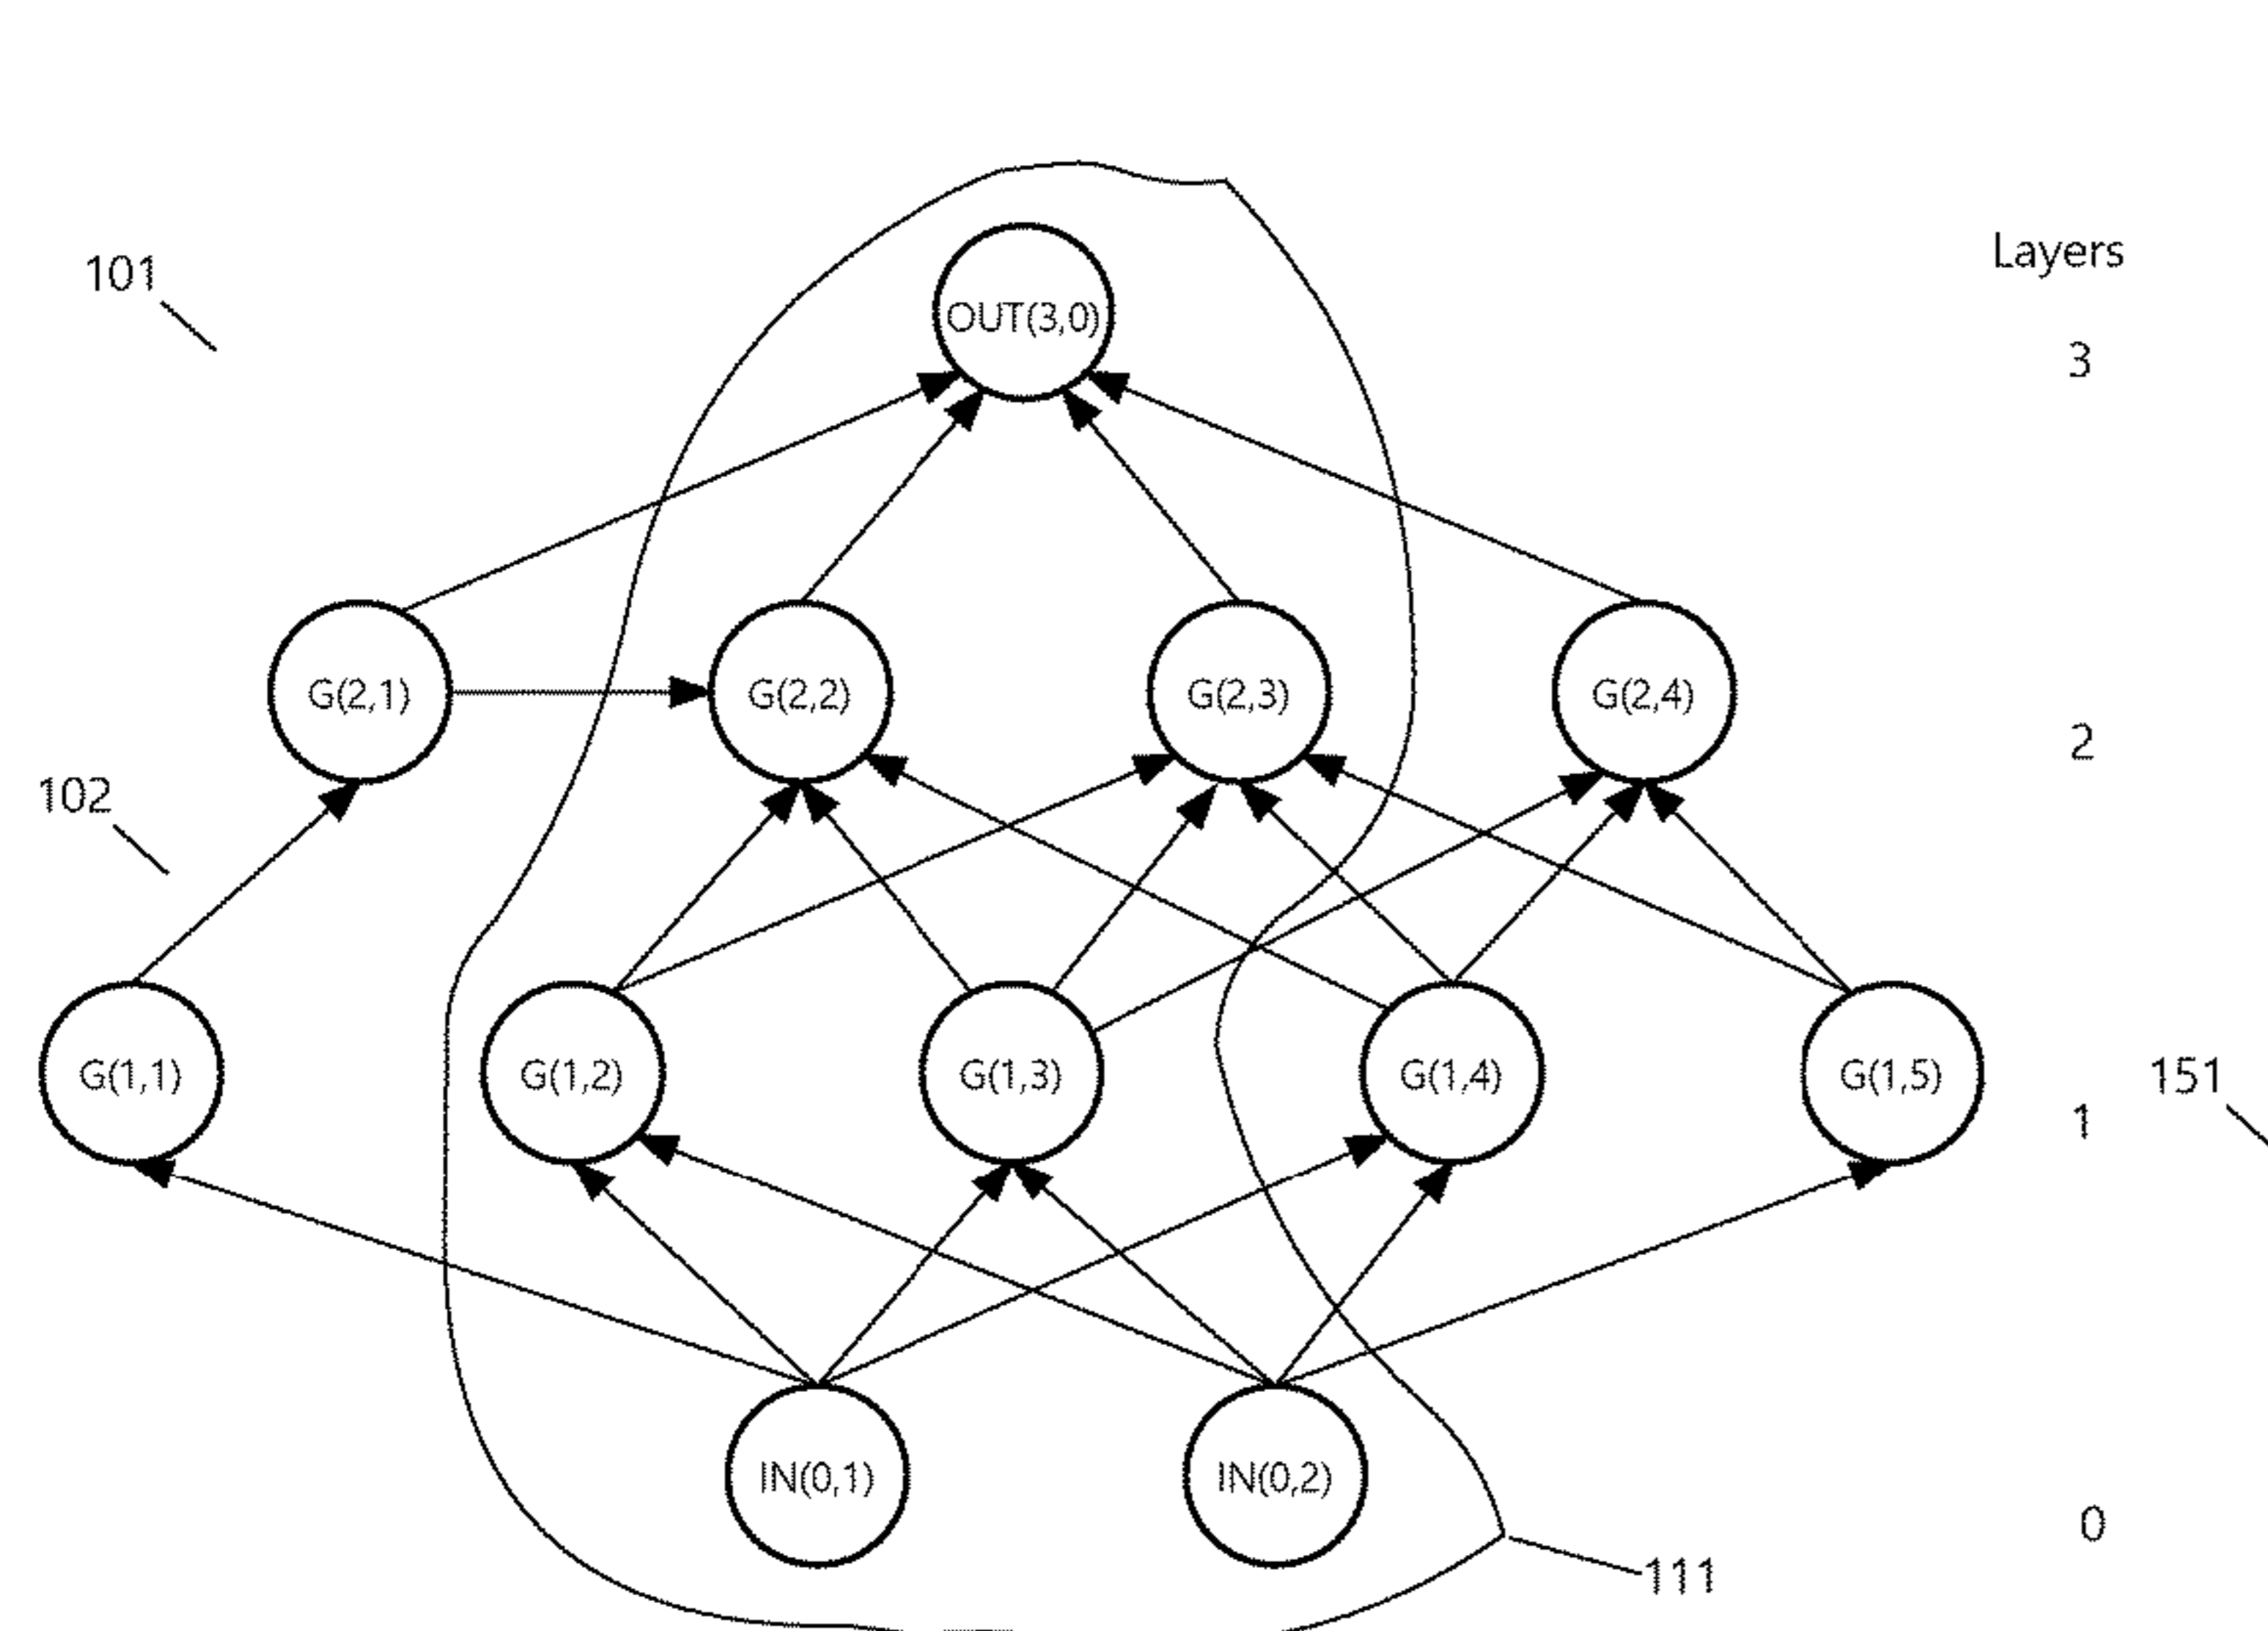 Layers
101
OUT(3,0)
3
G(2,1)
G(2,2)
G(2,3)
G(2,4)
2
102
G(1,1)
G(1,2)
G(1,3)
G(1,4)
G(1,5)
151
1
IN(0,1)
IN(0,2)
0
111